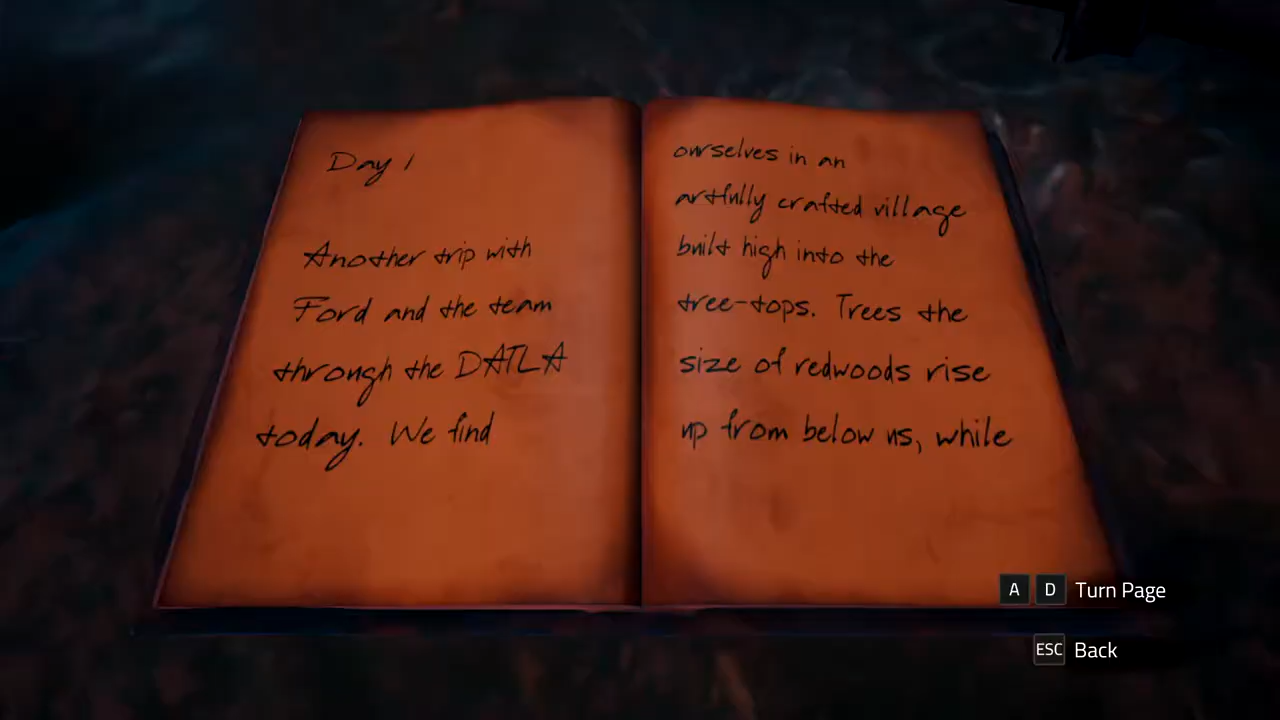 Day 1
Another trip with
Ford and the team
through the DATLA
today. We find
ourselves in an
artfully crafted village
built high into the
tree-tops. Trees the
size of redwoods rise
up from below us, while
A D Turn Page
ESC Back